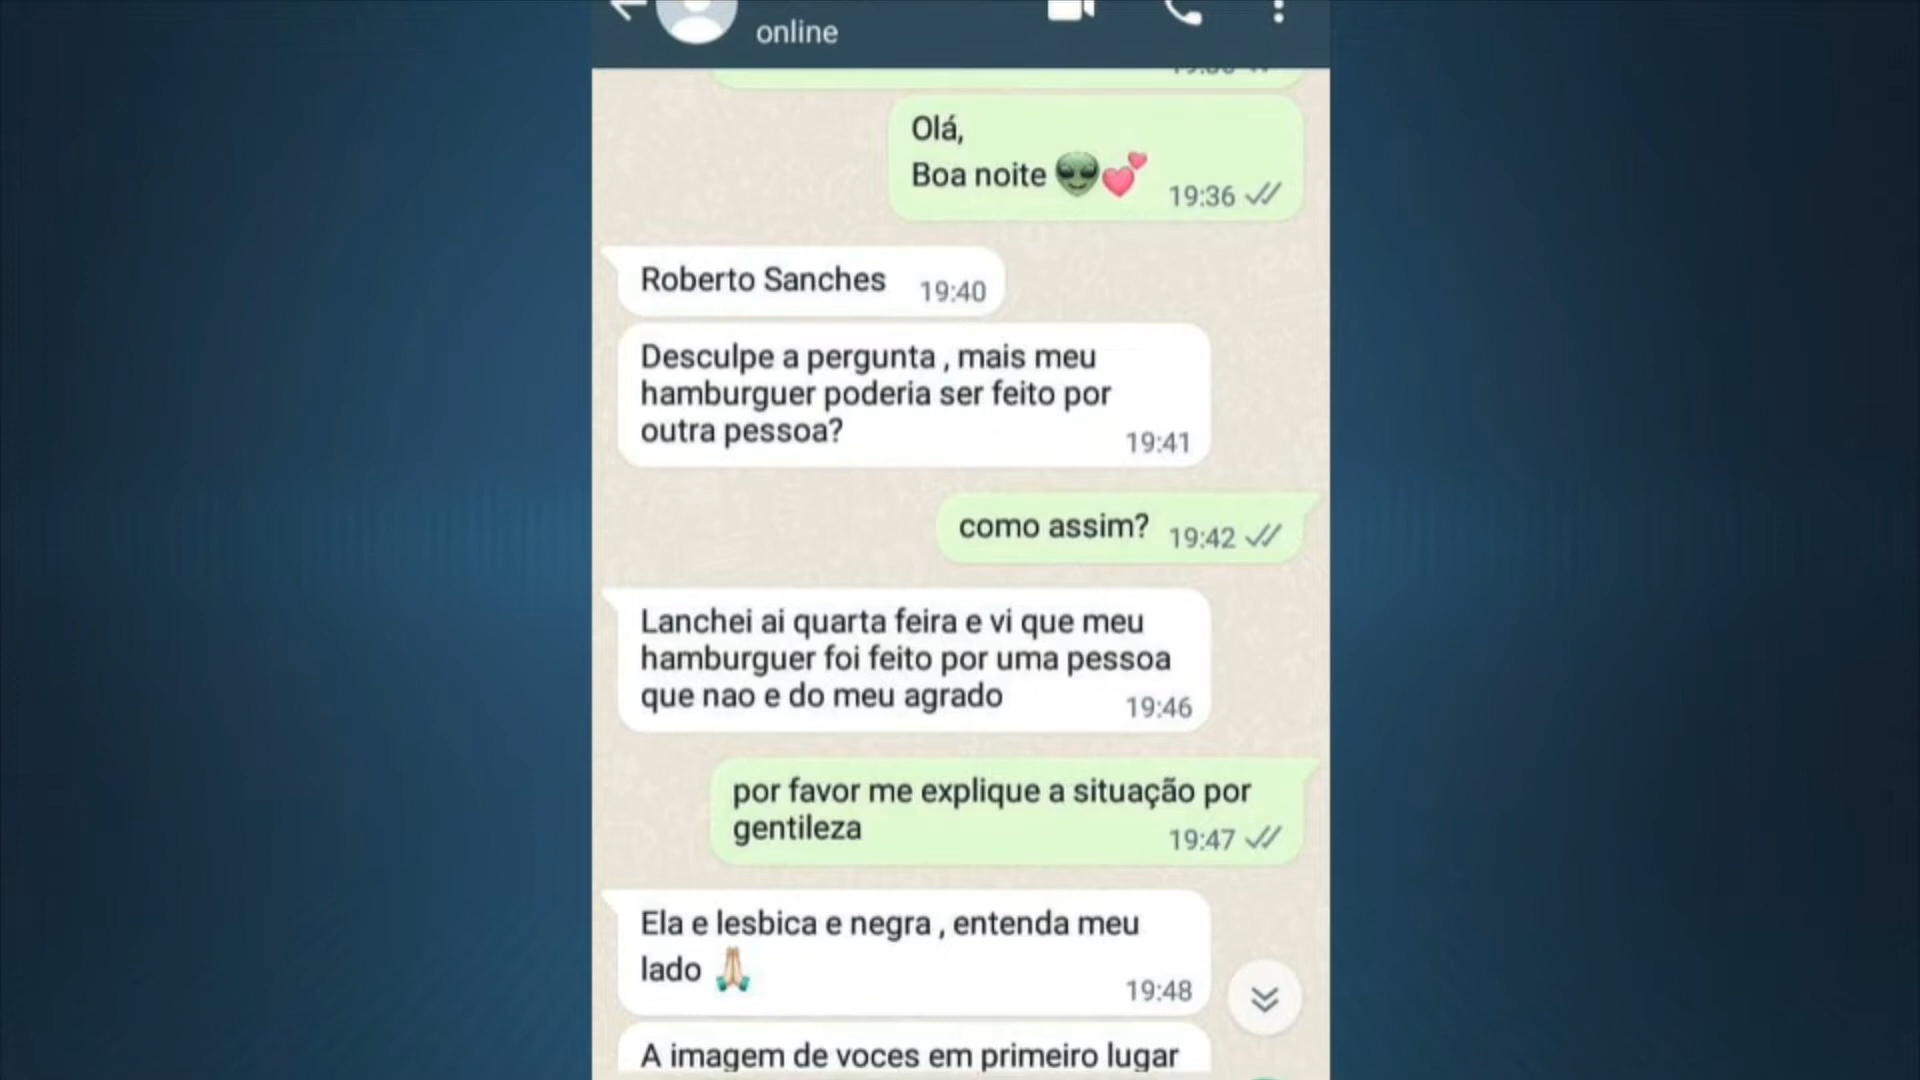 online
Olá,
Boa noite 👽💕
19:36
Roberto Sanches
19:40
Desculpe a pergunta , mais meu
hamburguer poderia ser feito por
outra pessoa?
19:41
como assim?
19:42
Lanchei ai quarta feira e vi que meu
hamburguer foi feito por uma pessoa
que nao e do meu agrado
19:46
por favor me explique a situação por
gentileza
19:47
Ela e lesbica e negra , entenda meu
lado 🙏🏻
19:48
A imagem de voces em primeiro lugar